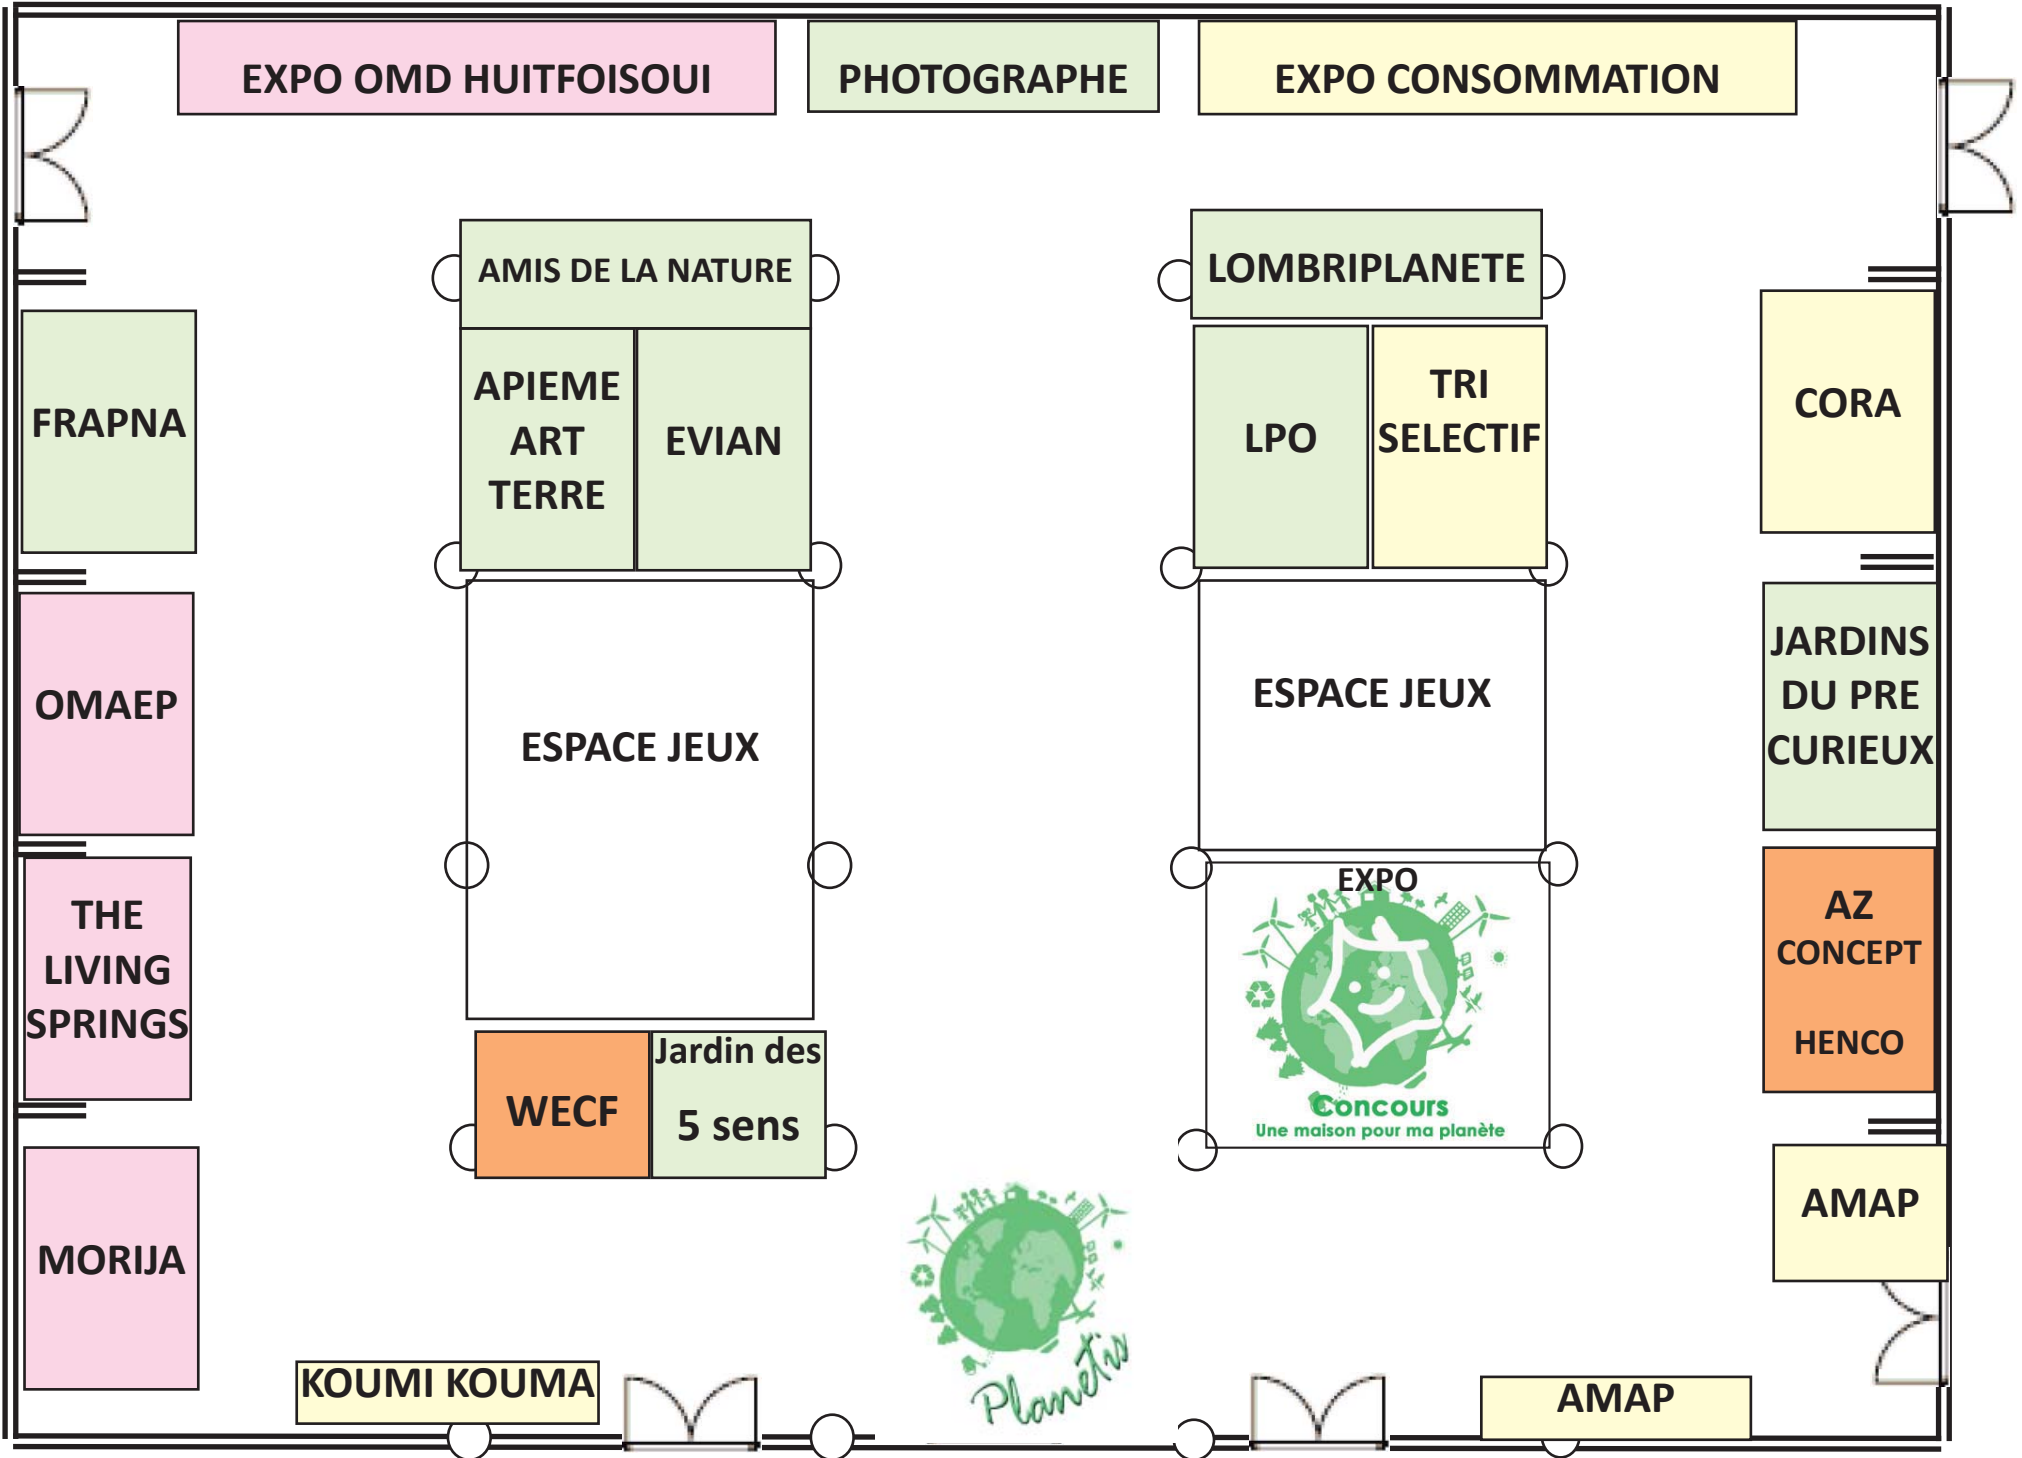 EXPO OMD HUITFOISOUI
PHOTOGRAPHE
EXPO CONSOMMATION
AMIS DE LA NATURE
LOMBRIPLANETE
FRAPNA
APIEME
ART
TERRE
EVIAN
LPO
TRI
SELECTIF
CORA
OMAEP
ESPACE JEUX
ESPACE JEUX
JARDINS
DU PRE
CURIEUX
THE
LIVING
SPRINGS
EXPO
Concours
Une maison pour ma planète
AZ
CONCEPT
HENCO
WECF
Jardin des
5 sens
MORIJA
AMAP
Planetis
KOUMI KOUMA
AMAP